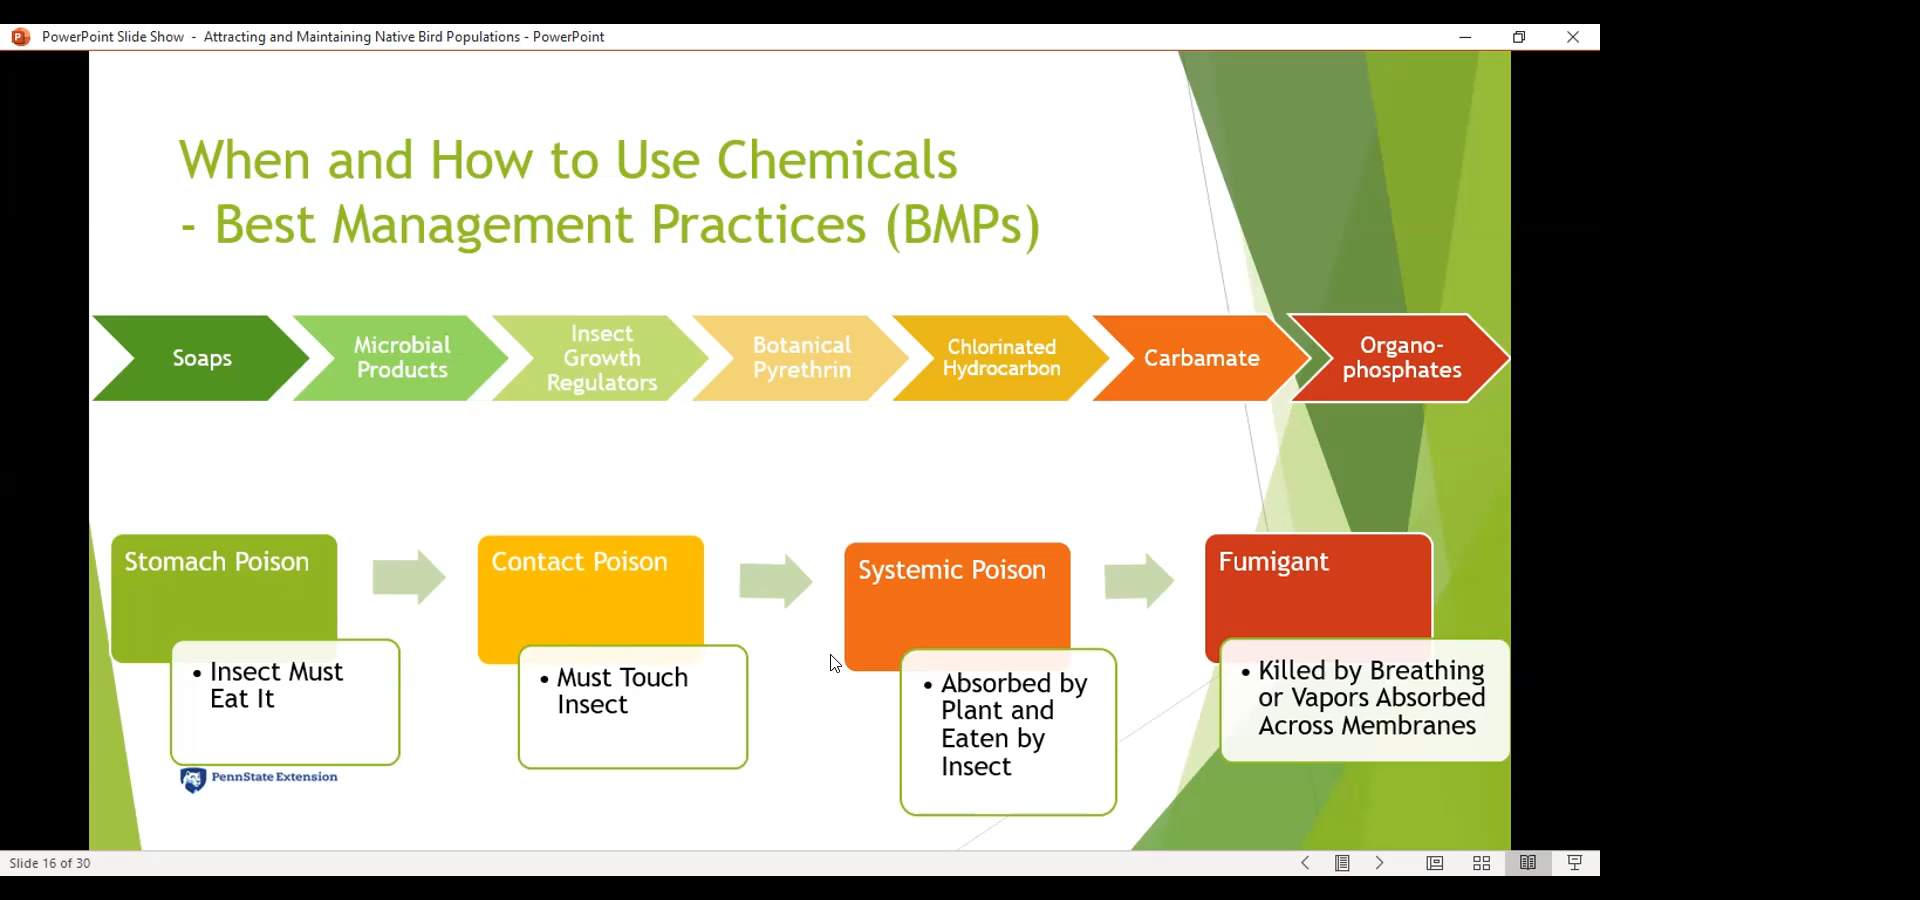 PowerPoint Slide Show - Attracting and Maintaining Native Bird Populations - PowerPoint
When and How to Use Chemicals
- Best Management Practices (BMPs)
Soaps
Microbial
Products
Insect
Growth
Regulators
Botanical
Pyrethrin
Chlorinated
Hydrocarbon
Carbamate
Organo-
phosphates
Stomach Poison
• Insect Must
Eat It
Contact Poison
• Must Touch
Insect
Systemic Poison
• Absorbed by
Plant and
Eaten by
Insect
Fumigant
• Killed by Breathing
or Vapors Absorbed
Across Membranes
PennState Extension
Slide 16 of 30